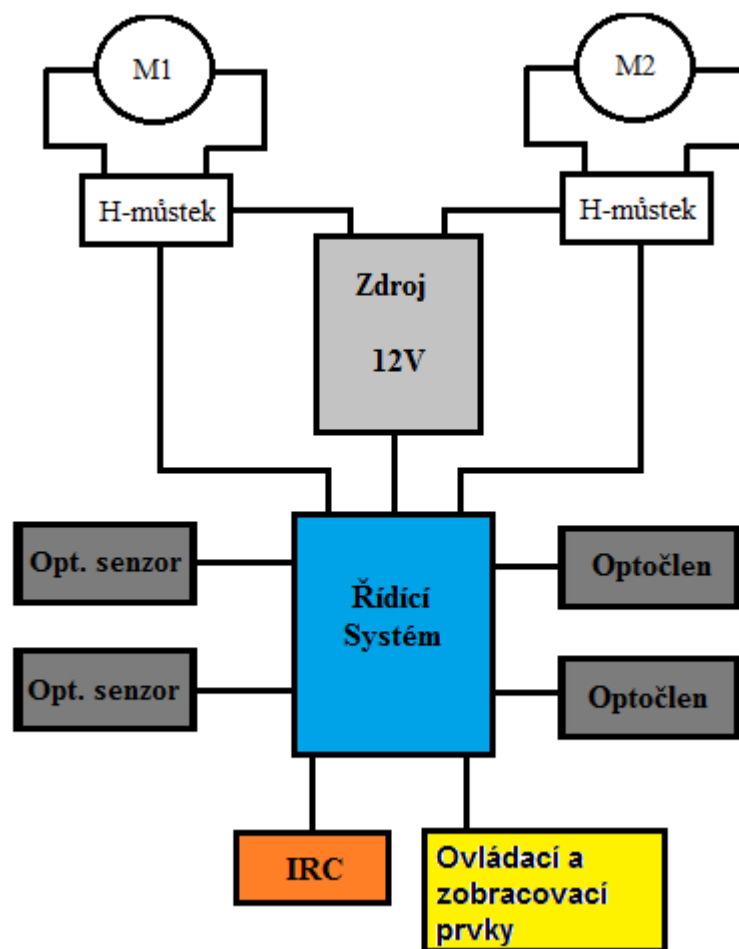 M1
M2
H-můstek
H-můstek
Zdroj
12V
Opt. senzor
Optočlen
Řídící
Systém
Opt. senzor
Optočlen
IRC
Ovládací a
zobracovací
prvky